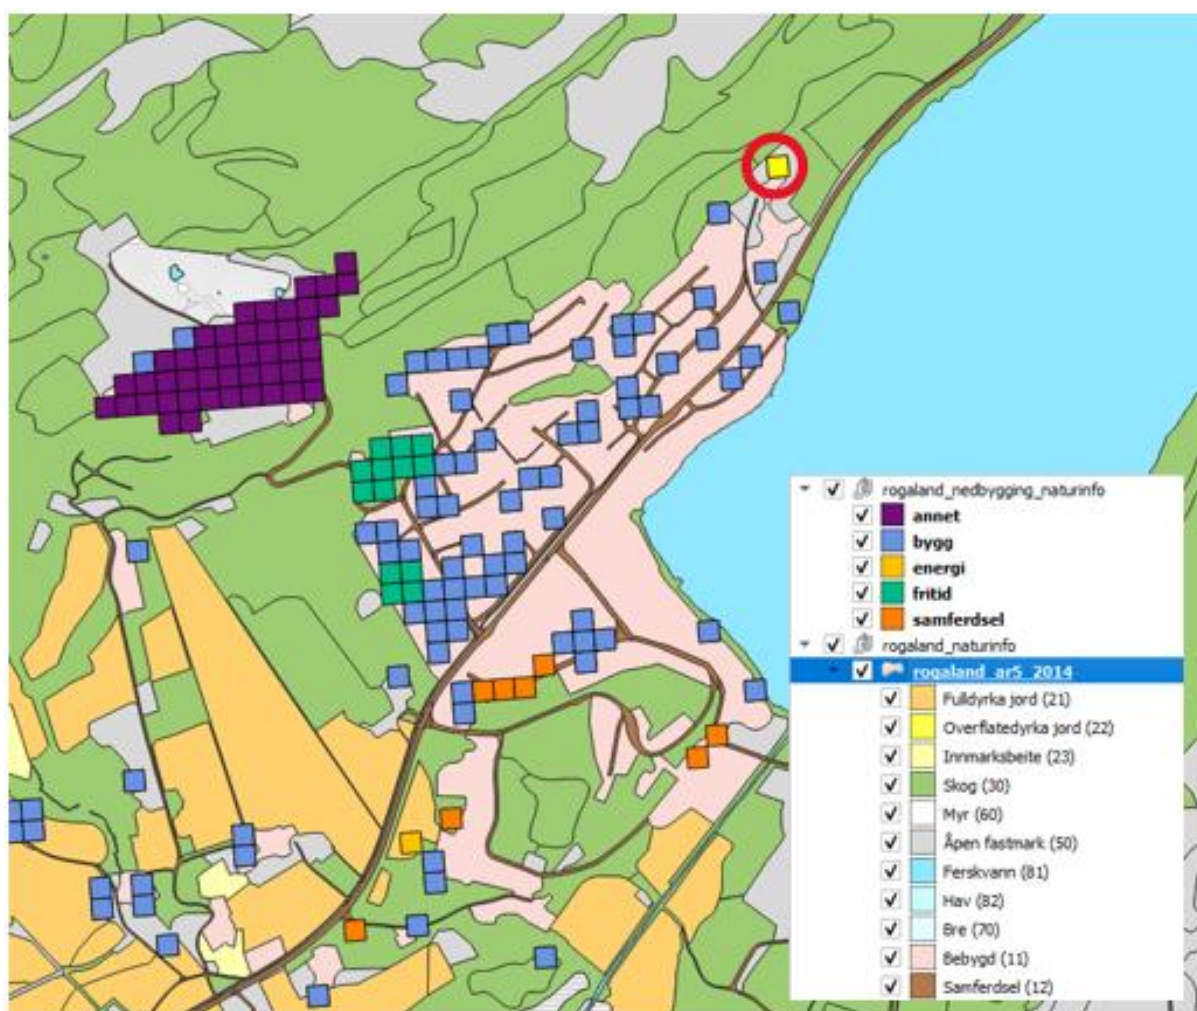 rogaland_nedbygging_naturinfo
annet
bygg
energi
fritid
samferdsel
rogaland_naturinfo
rogaland_ar5_2014
Fulldyrka jord (21)
Overflatedyrka jord (22)
Innmarksbeite (23)
Skog (30)
Myr (60)
Åpen fastmark (50)
Ferskvann (81)
Hav (82)
Bre (70)
Bebygd (11)
Samferdsel (12)